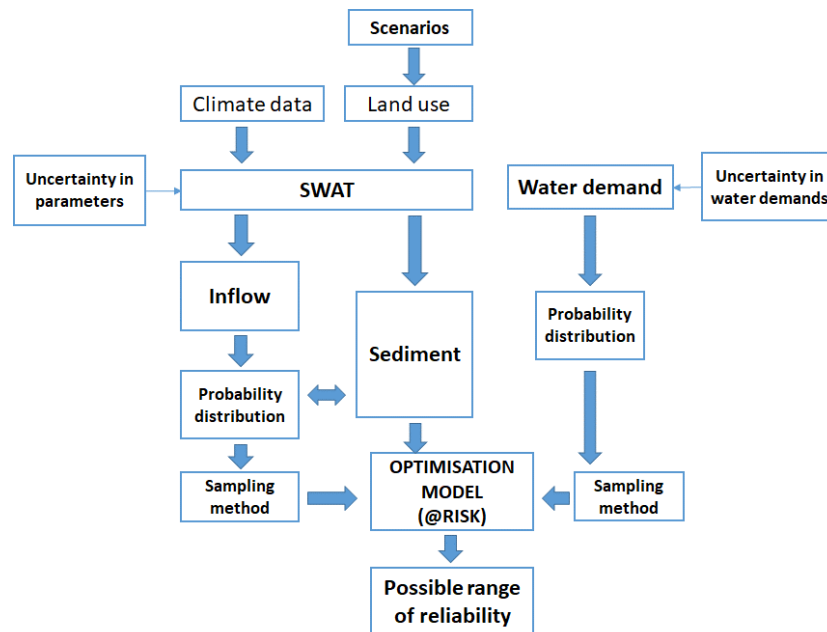 Scenarios
Climate data
Land use
Uncertainty in
parameters
SWAT
Water demand
Uncertainty in
water demands
Inflow
Sediment
Probability
distribution
Probability
distribution
Sampling
method
OPTIMISATION
MODEL
(@RISK)
Sampling
method
Possible range
of reliability